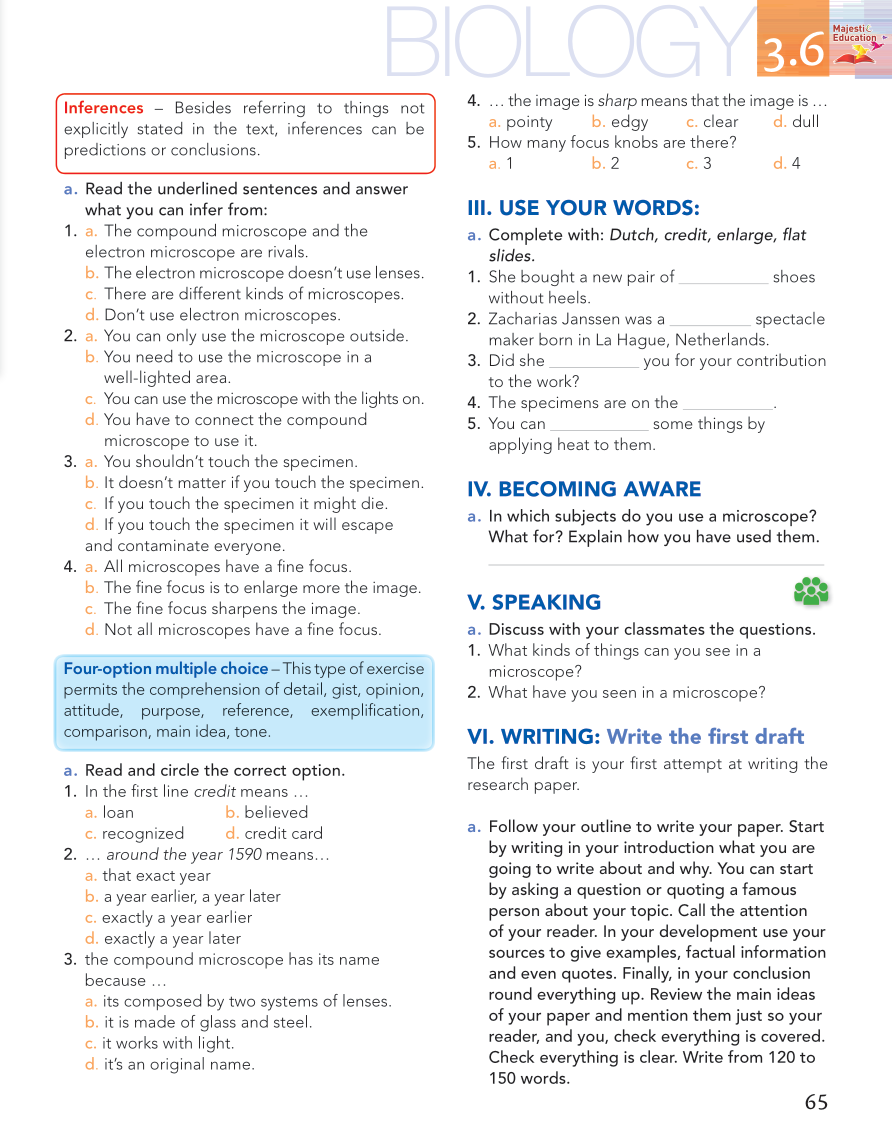 BIOLOGY
3.6
Majestic
Education
Inferences – Besides referring to things not
explicitly stated in the text, inferences can be
predictions or conclusions.
a. Read the underlined sentences and answer
what you can infer from:
1. a. The compound microscope and the
electron microscope are rivals.
b. The electron microscope doesn't use lenses.
c. There are different kinds of microscopes.
d. Don't use electron microscopes.
2. a. You can only use the microscope outside.
b. You need to use the microscope in a
well-lighted area.
c. You can use the microscope with the lights on.
d. You have to connect the compound
microscope to use it.
3. a. You shouldn't touch the specimen.
b. It doesn't matter if you touch the specimen.
c. If you touch the specimen it might die.
d. If you touch the specimen it will escape
and contaminate everyone.
4. a. All microscopes have a fine focus.
b. The fine focus is to enlarge more the image.
c. The fine focus sharpens the image.
d. Not all microscopes have a fine focus.
Four-option multiple choice – This type of exercise
permits the comprehension of detail, gist, opinion,
attitude, purpose, reference, exemplification,
comparison, main idea, tone.
a. Read and circle the correct option.
1. In the first line credit means …
a. loan b. believed
c. recognized d. credit card
2. … around the year 1590 means…
a. that exact year
b. a year earlier, a year later
c. exactly a year earlier
d. exactly a year later
3. the compound microscope has its name
because …
a. its composed by two systems of lenses.
b. it is made of glass and steel.
c. it works with light.
d. it's an original name.
4. … the image is sharp means that the image is …
a. pointy b. edgy c. clear d. dull
5. How many focus knobs are there?
a. 1 b. 2 c. 3 d. 4
III. USE YOUR WORDS:
a. Complete with: Dutch, credit, enlarge, flat
slides.
1. She bought a new pair of __________ shoes
without heels.
2. Zacharias Janssen was a _________ spectacle
maker born in La Hague, Netherlands.
3. Did she __________ you for your contribution
to the work?
4. The specimens are on the __________.
5. You can ___________ some things by
applying heat to them.
IV. BECOMING AWARE
a. In which subjects do you use a microscope?
What for? Explain how you have used them.
V. SPEAKING
a. Discuss with your classmates the questions.
1. What kinds of things can you see in a
microscope?
2. What have you seen in a microscope?
VI. WRITING: Write the first draft
The first draft is your first attempt at writing the
research paper.
a. Follow your outline to write your paper. Start
by writing in your introduction what you are
going to write about and why. You can start
by asking a question or quoting a famous
person about your topic. Call the attention
of your reader. In your development use your
sources to give examples, factual information
and even quotes. Finally, in your conclusion
round everything up. Review the main ideas
of your paper and mention them just so your
reader, and you, check everything is covered.
Check everything is clear. Write from 120 to
150 words.
65